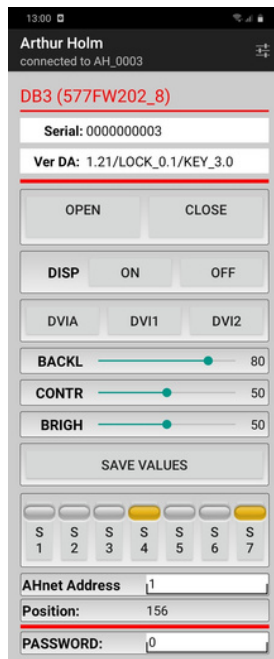 13:00
Arthur Holm
connected to AH_0003
DB3 (577FW202_8)
Serial: 0000000003
Ver DA: 1.21/LOCK_0.1/KEY_3.0
OPEN CLOSE
DISP ON OFF
DVIA DVI1 DVI2
BACKL 80
CONTR 50
BRIGH 50
SAVE VALUES
S S S S S S S
1 2 3 4 5 6 7
AHnet Address 1
Position: 156
PASSWORD: 0